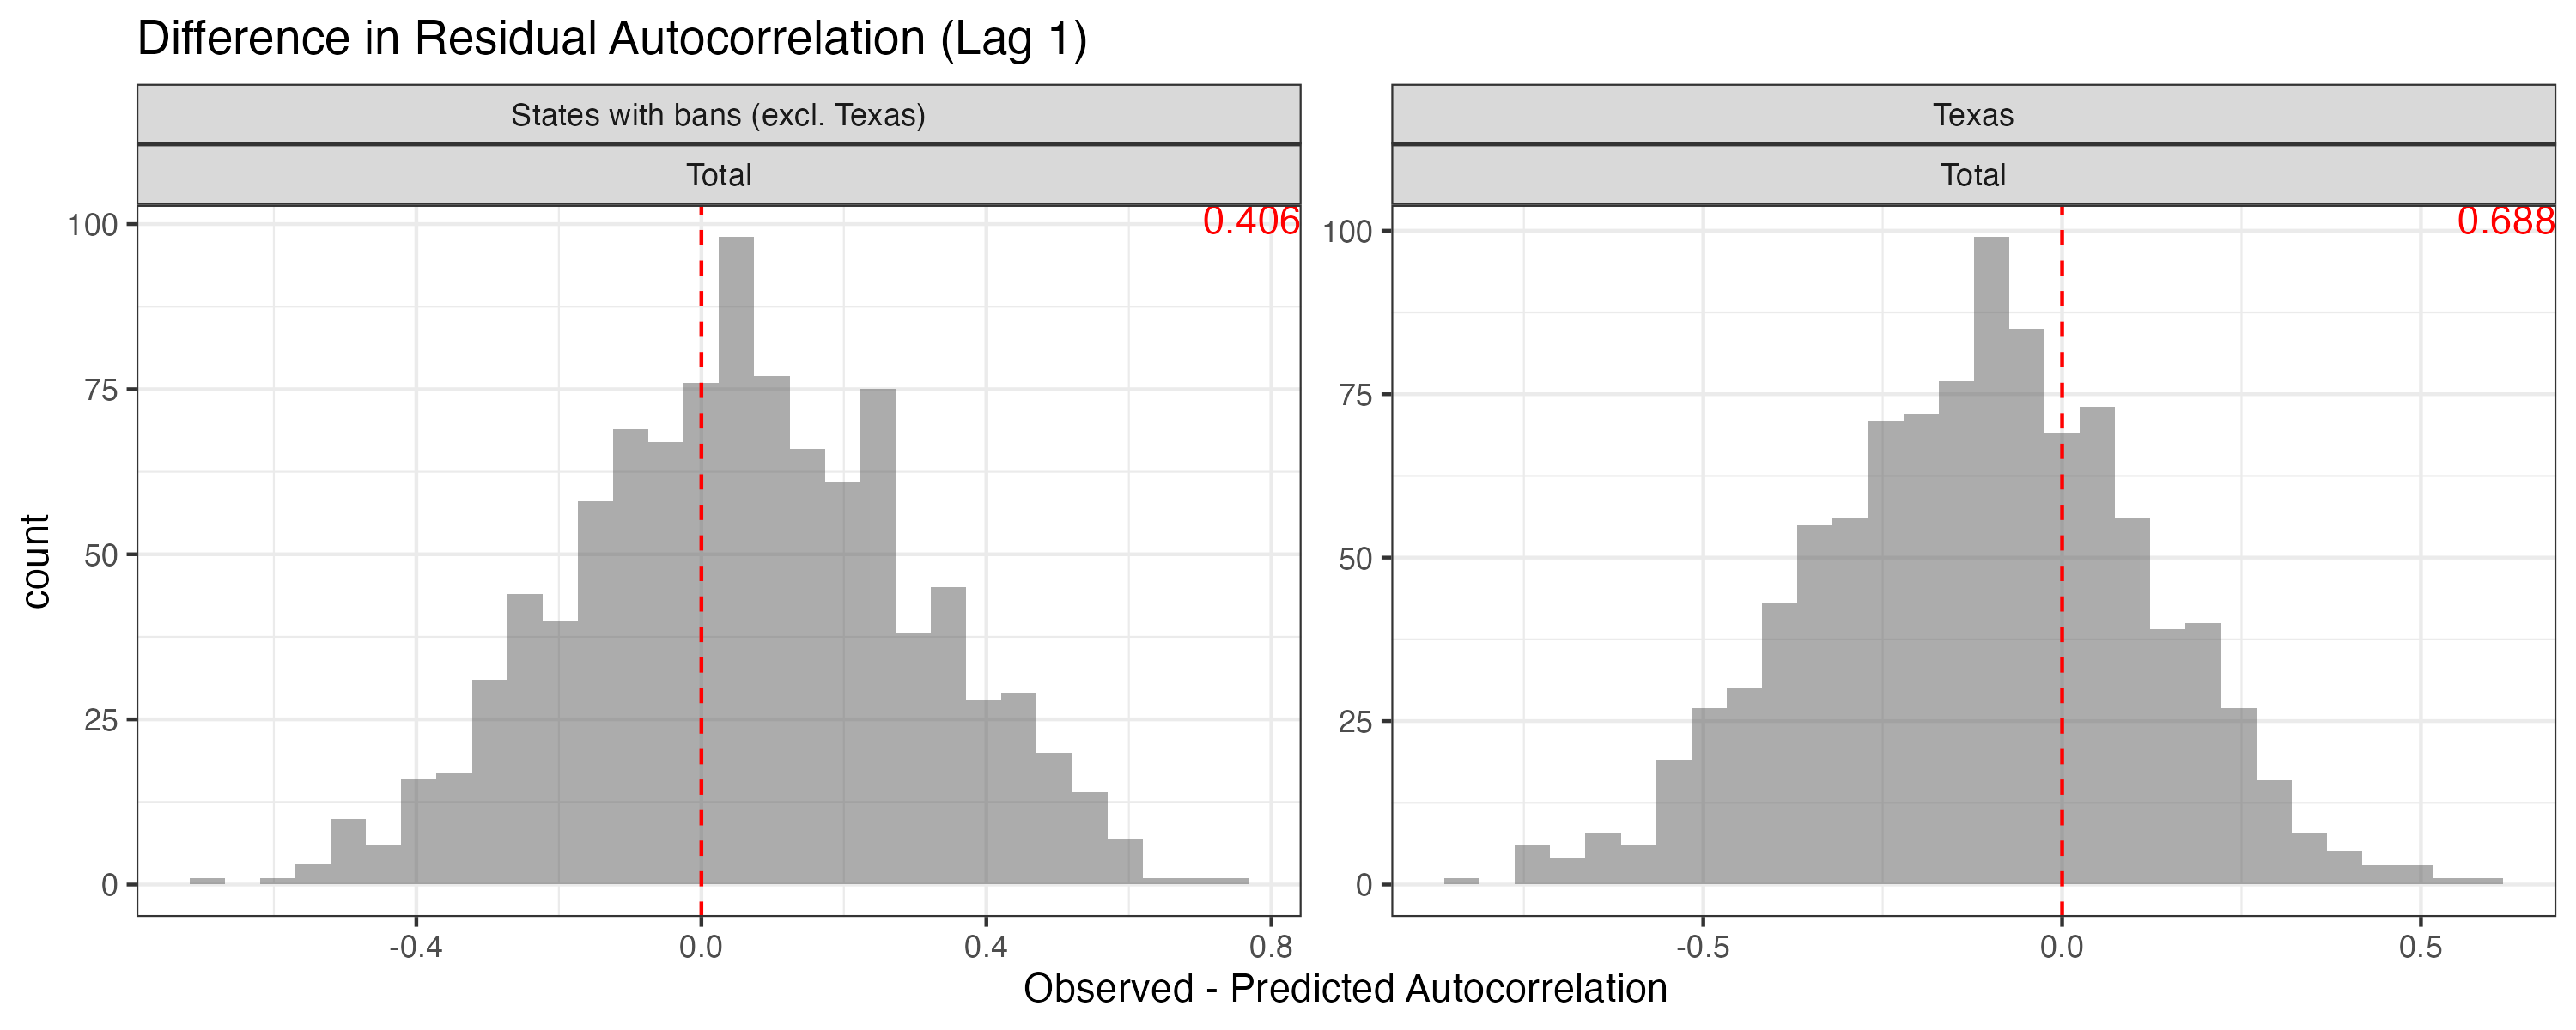 Difference in Residual Autocorrelation (Lag 1)
States with bans (excl. Texas)
Total
0.406
100
75
50
25
0
-0.4
0.0
0.4
0.8
Texas
Total
0.688
100
75
50
25
0
-0.5
0.0
0.5
count
Observed - Predicted Autocorrelation